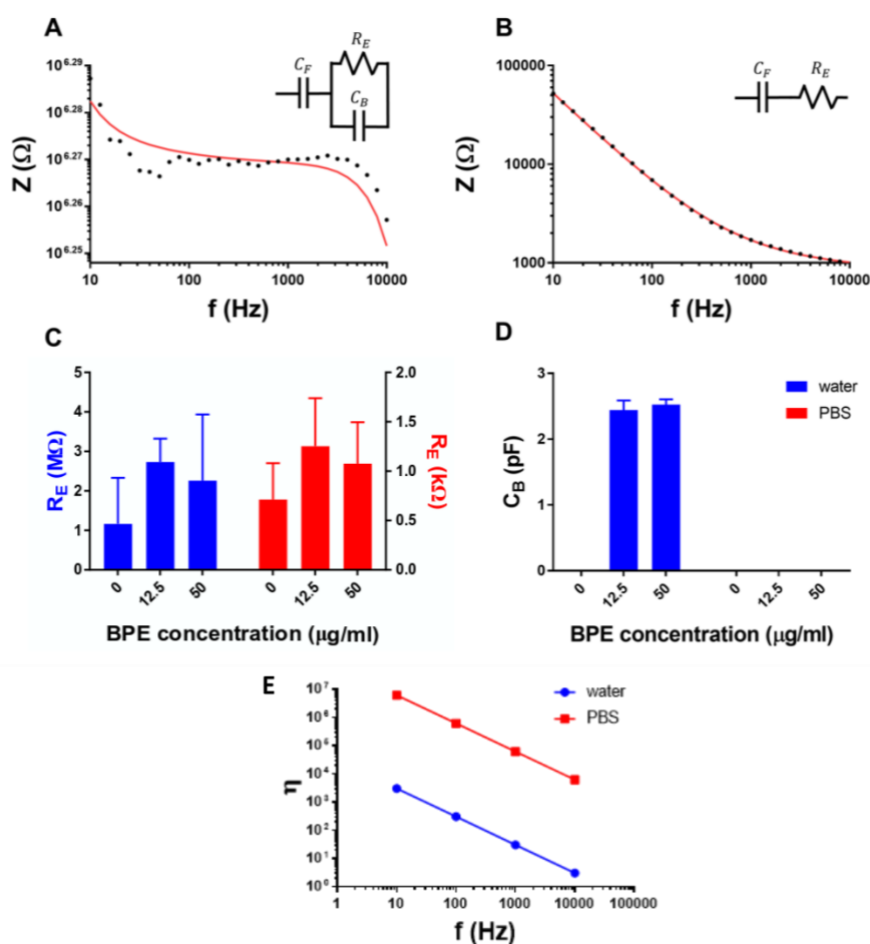 A
C_F
R_E
C_B
10^6.29
10^6.28
10^6.27
10^6.26
10^6.25
Z (Ω)
10 100 1000 10000
f (Hz)
B
C_F R_E
100000
10000
1000
Z (Ω)
10 100 1000 10000
f (Hz)
C
5
4
3
2
1
0
R_E (MΩ)
2.0
1.5
1.0
0.5
0.0
R_E (kΩ)
0 12.5 50 0 12.5 50
BPE concentration (μg/ml)
D
3
2
1
0
C_B (pF)
water
PBS
0 12.5 50 0 12.5 50
BPE concentration (μg/ml)
E
10^7
10^6
10^5
10^4
10^3
10^2
10^1
10^0
η
water
PBS
1 10 100 1000 10000 100000
f (Hz)